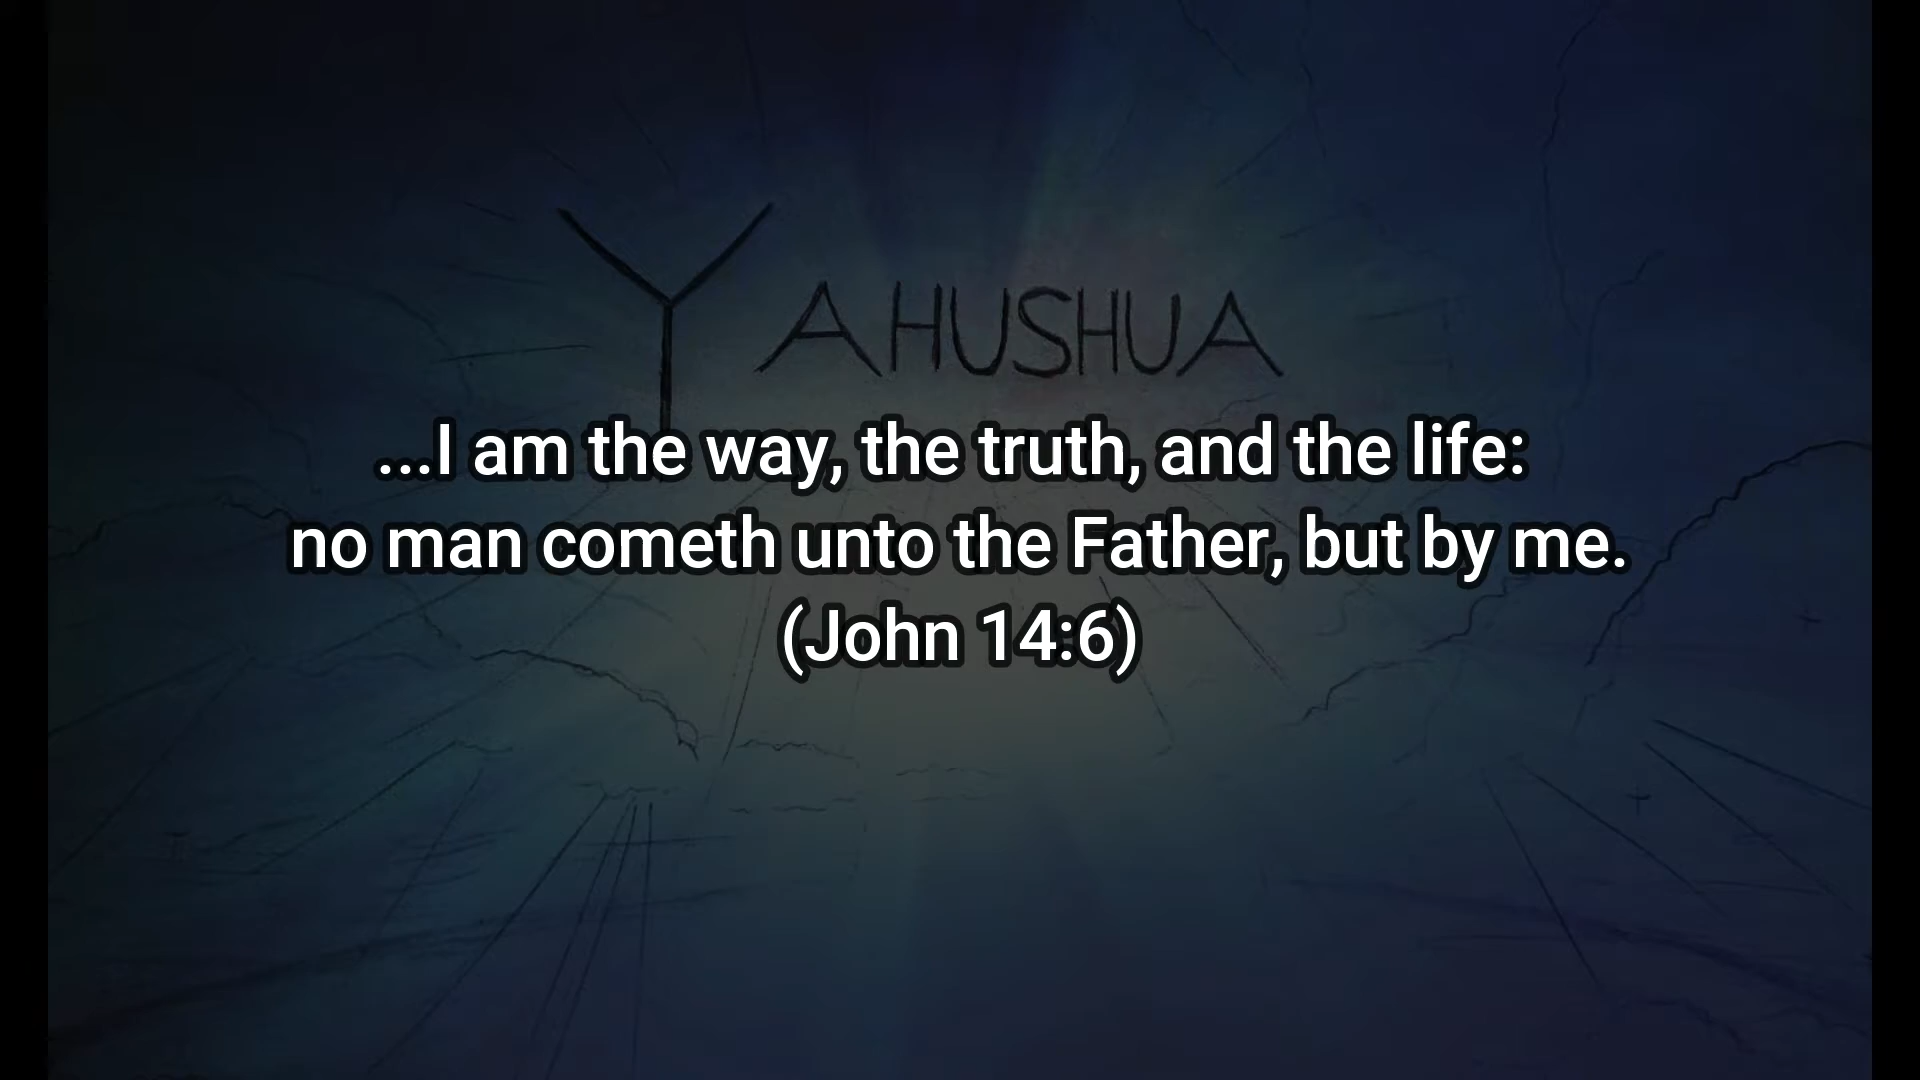 YAHUSHUA
...I am the way, the truth, and the life:
no man cometh unto the Father, but by me.
(John 14:6)